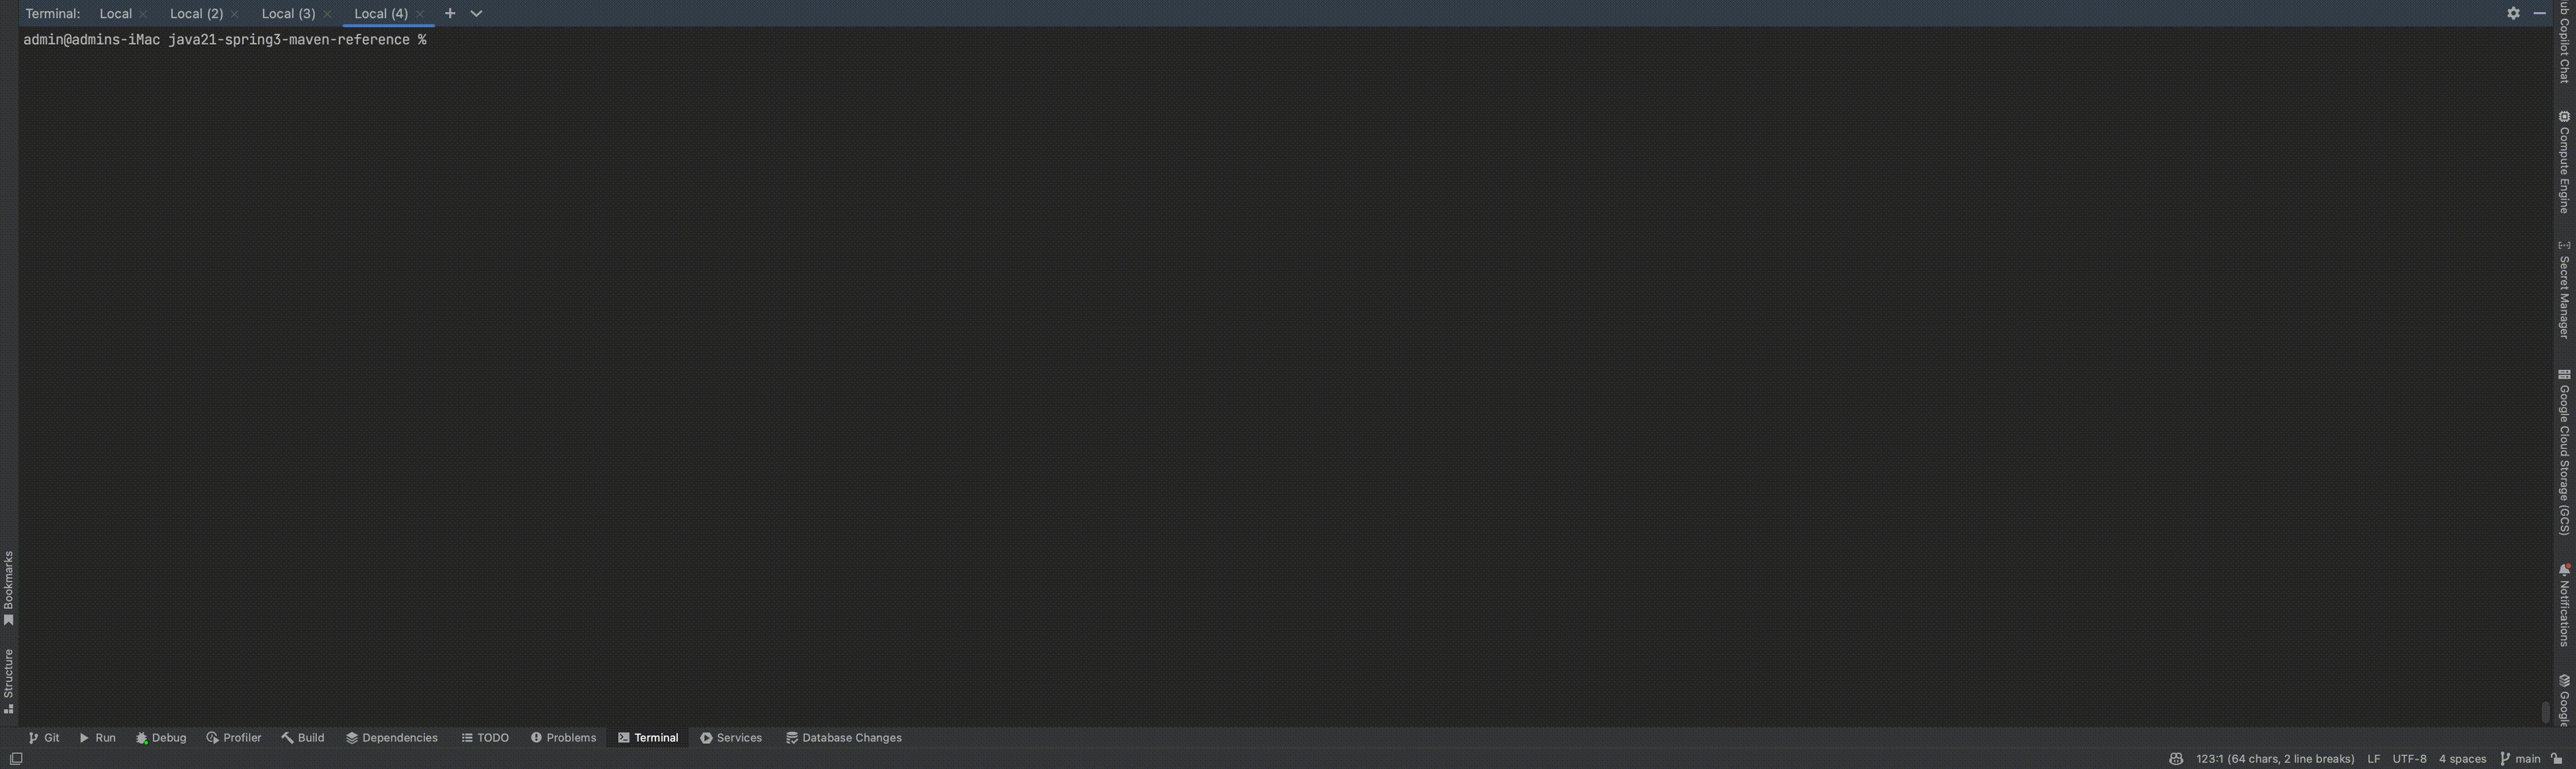 Terminal: Local Local (2) Local (3) Local (4)
admin@admins-iMac java21-spring3-maven-reference %
Bookmarks
Structure
ub Copilot Chat
Compute Engine
Secret Manager
Google Cloud Storage (GCS)
Notifications
Google
Git Run Debug Profiler Build Dependencies TODO Problems Terminal Services Database Changes
123:1 (64 chars, 2 line breaks) LF UTF-8 4 spaces main